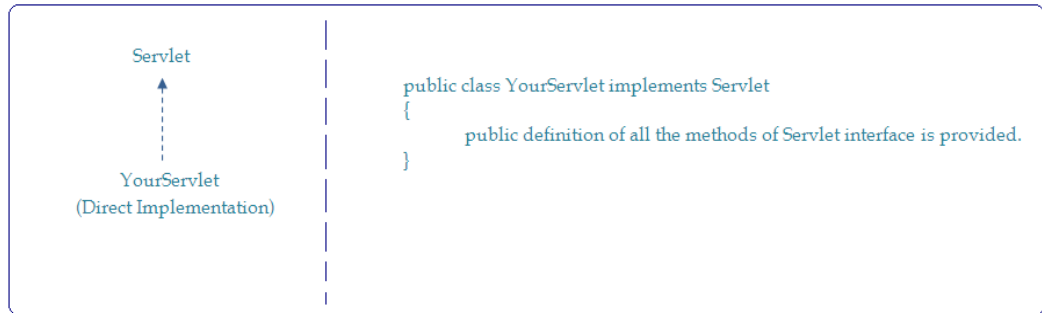 Servlet
YourServlet
(Direct Implementation)
public class YourServlet implements Servlet
{
public definition of all the methods of Servlet interface is provided.
}